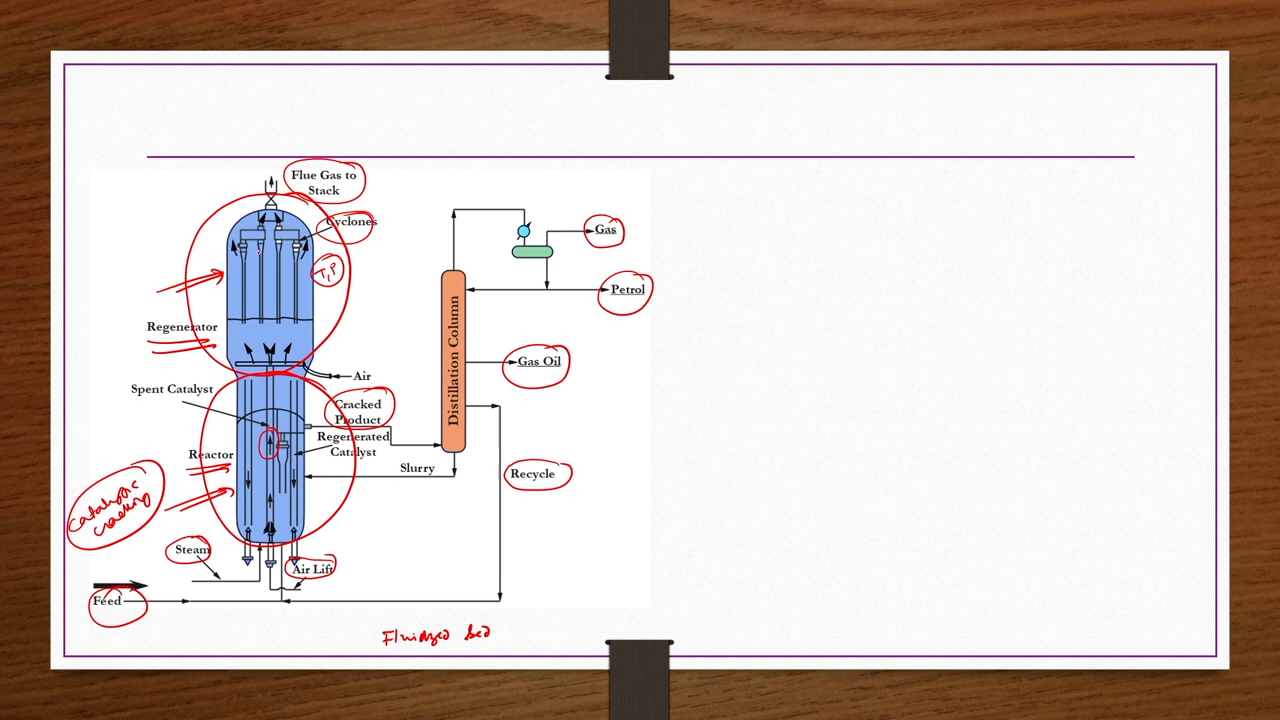 Flue Gas to
Stack
Cyclones
T, P
Gas
Petrol
Regenerator
Gas Oil
Air
Spent Catalyst
Cracked
Product
Distillation Column
Regenerated
Catalyst
Reactor
Slurry
Recycle
Catalytic
cracking
Steam
Air Lift
Feed
Fluidized bed